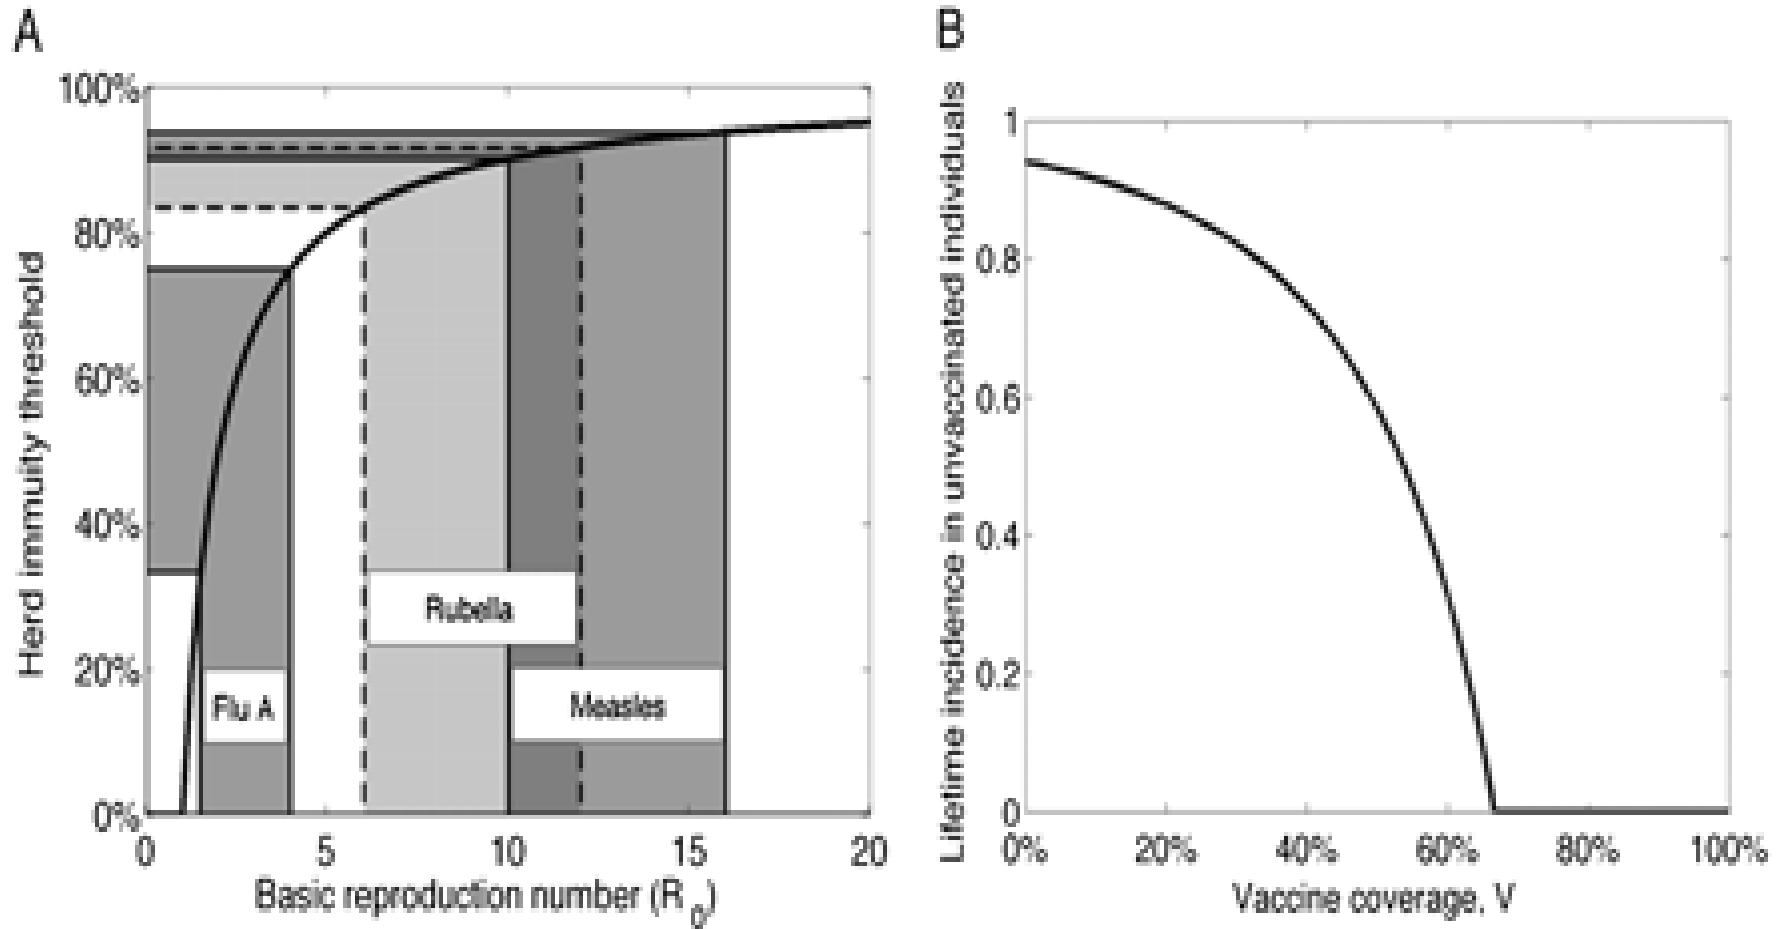 A
Herd immuity threshold
100%
80%
60%
40%
20%
0%
Rubella
Flu A
Measles
0 5 10 15 20
Basic reproduction number (R0)
B
Lifetime incidence in unvaccinated individuals
1
0.8
0.6
0.4
0.2
0
0% 20% 40% 60% 80% 100%
Vaccine coverage, V